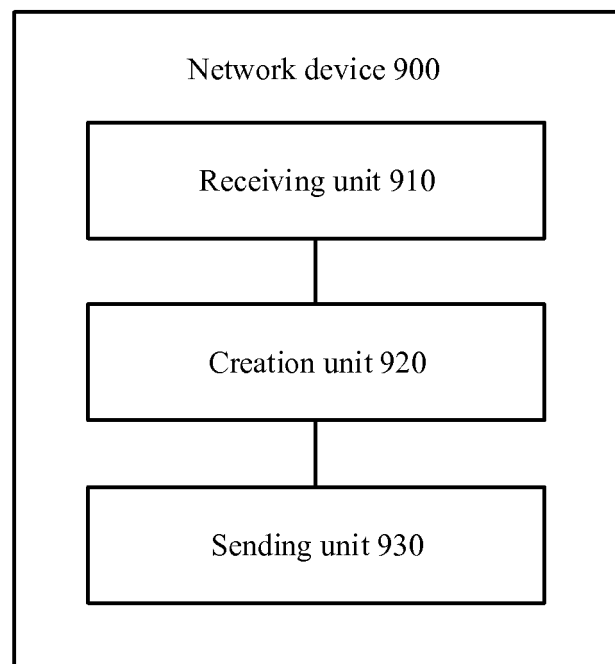 Network device 900
Receiving unit 910
Creation unit 920
Sending unit 930